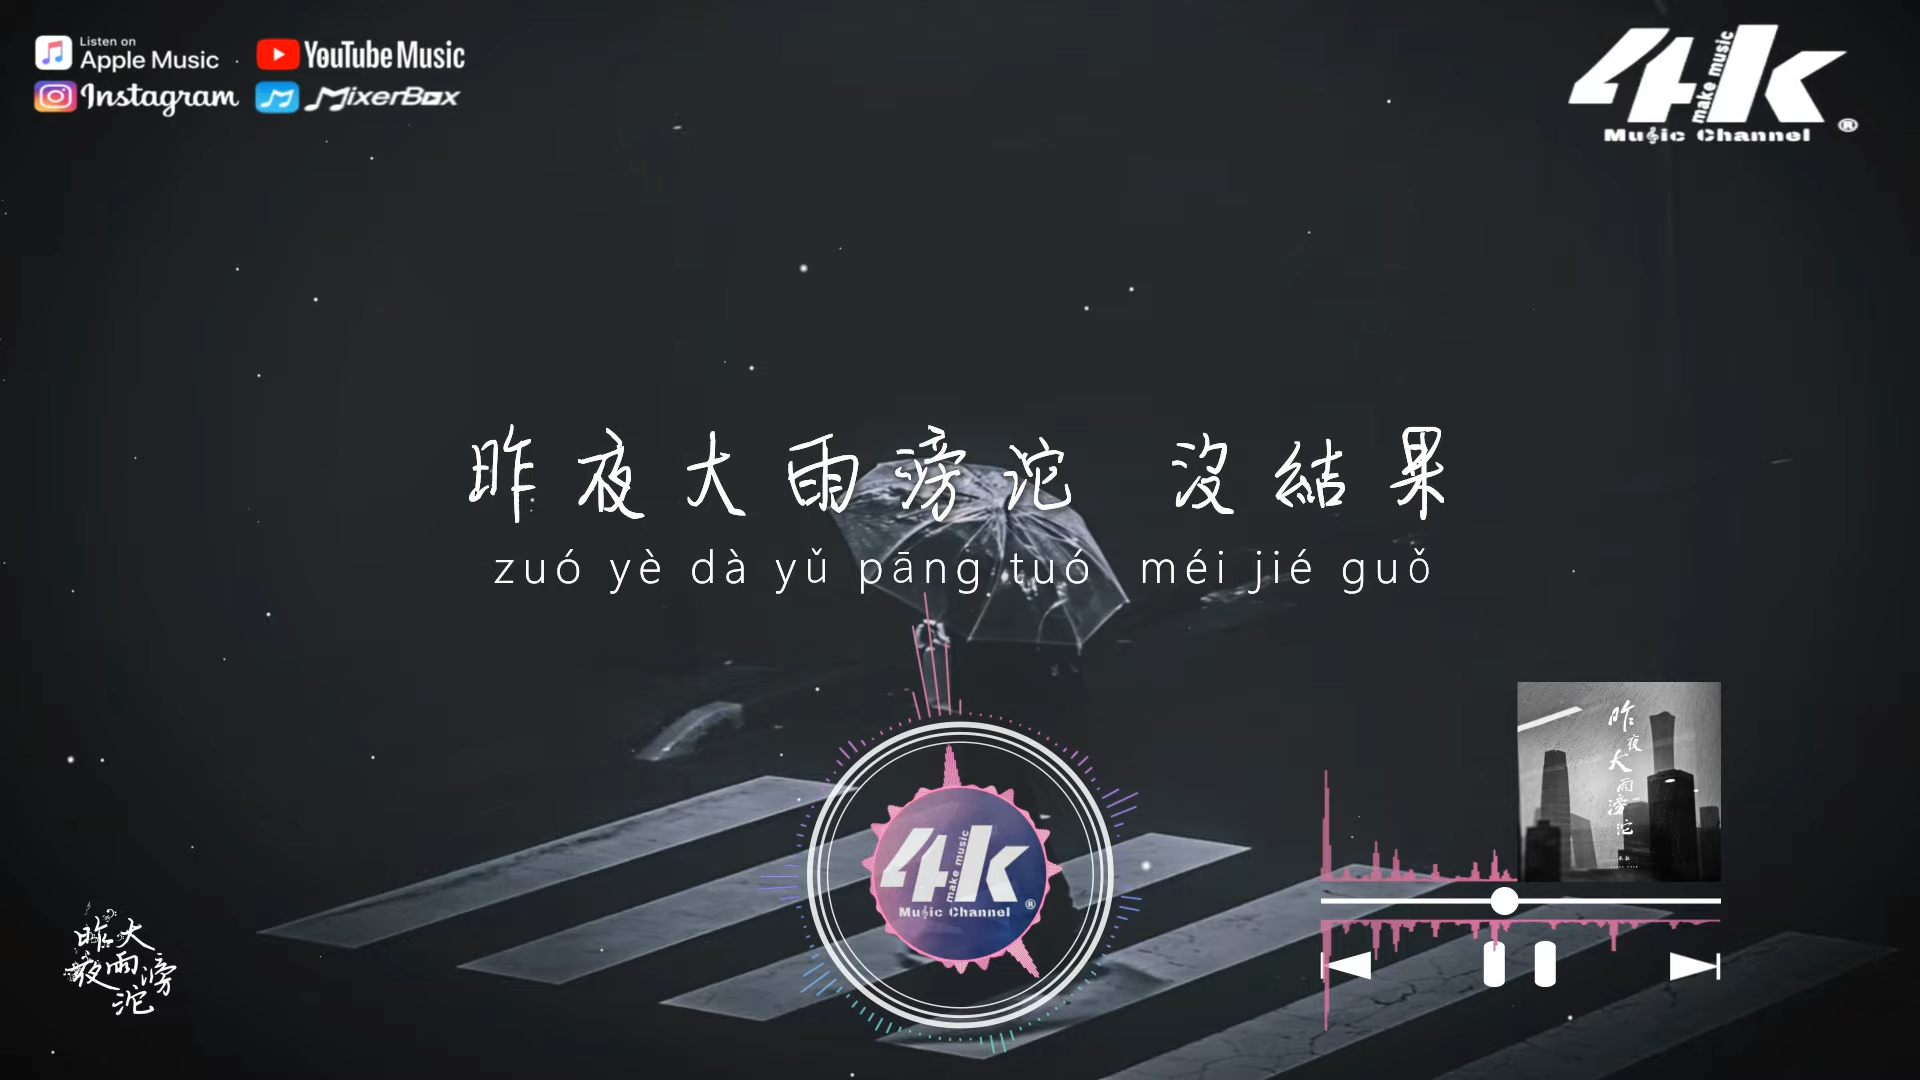 Listen on
Apple Music
YouTube Music
Instagram
MixerBox
4k
make music
Music Channel
®
昨夜大雨滂沱 沒結果
zuó yè dà yǔ pāng tuó méi jié guǒ
昨夜大雨滂沱
4k
make music
Music Channel
®
昨夜大雨滂沱